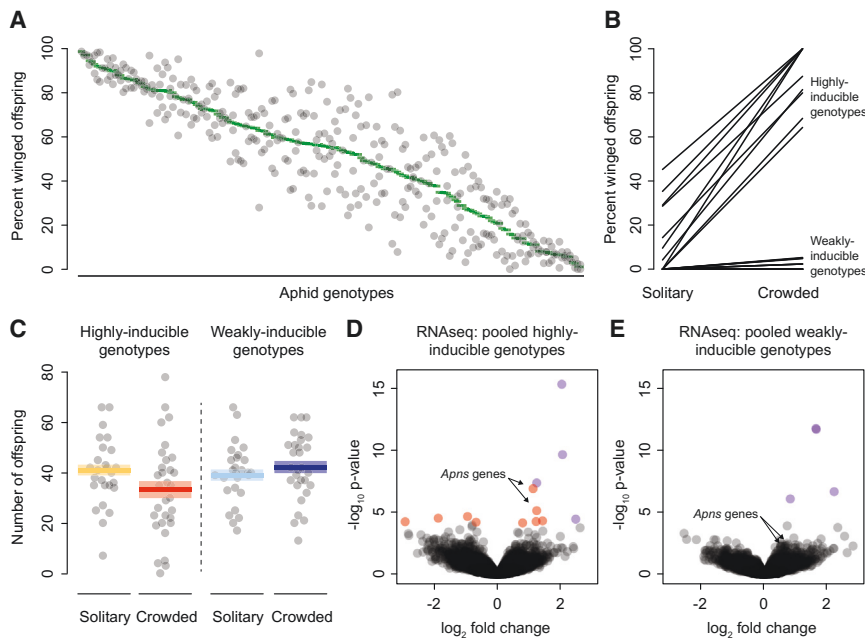 A
Percent winged offspring
100
80
60
40
20
0
Aphid genotypes
B
Percent winged offspring
100
80
60
40
20
0
Highly-inducible
genotypes
Weakly-inducible
genotypes
Solitary
Crowded
C
Highly-inducible
genotypes
Weakly-inducible
genotypes
Number of offspring
80
60
40
20
0
Solitary
Crowded
Solitary
Crowded
D
RNAseq: pooled highly-
inducible genotypes
-log10 p-value
15
10
5
0
Apns genes
-2
0
2
log2 fold change
E
RNAseq: pooled weakly-
inducible genotypes
-log10 p-value
15
10
5
0
Apns genes
-2
0
2
log2 fold change